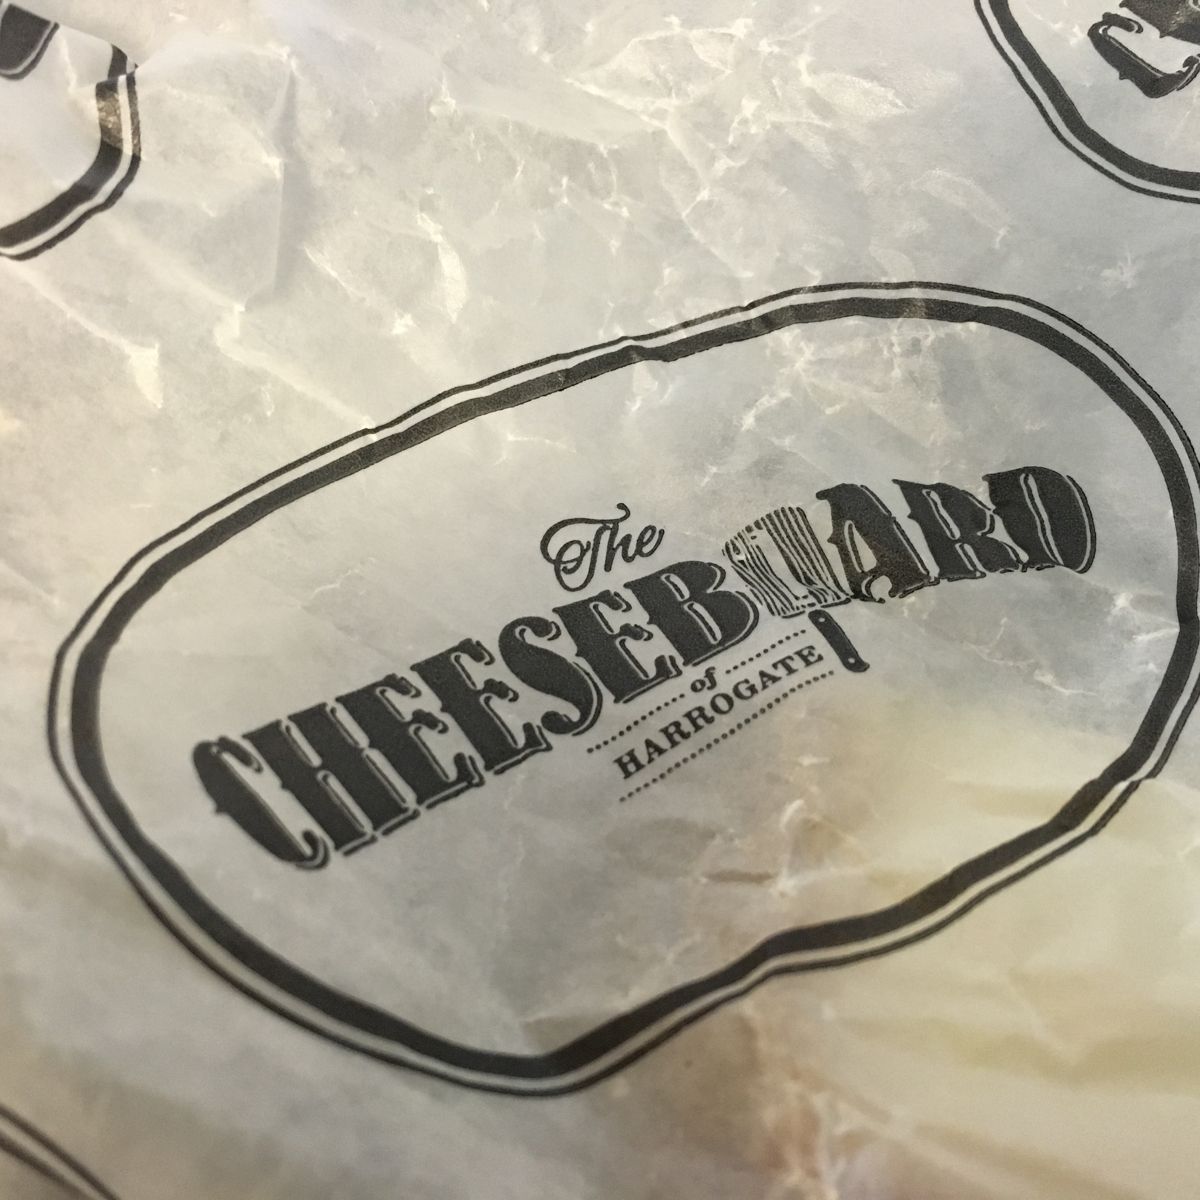 The
CHEESEBOARD
of
HARROGATE